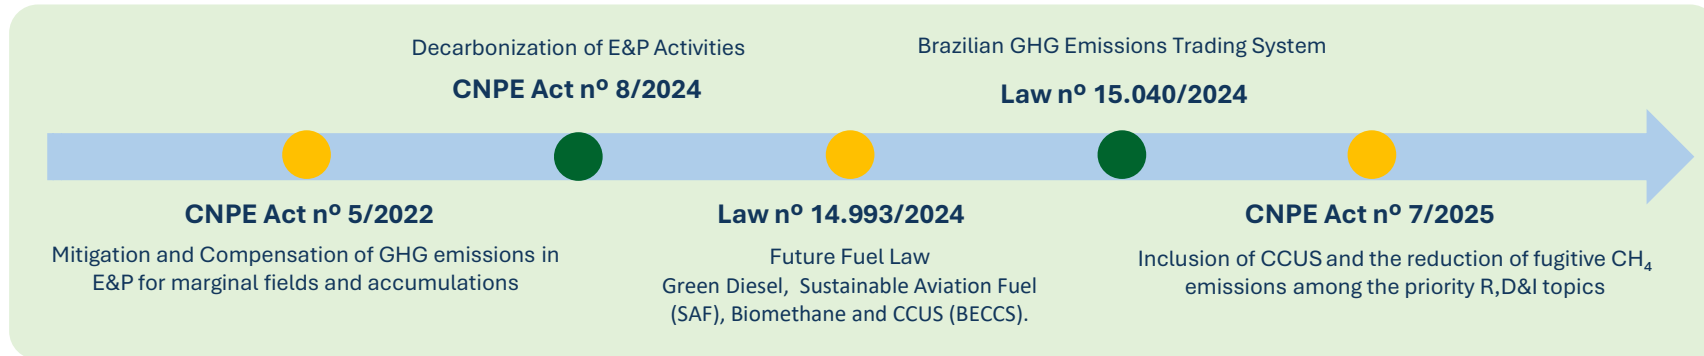 Decarbonization of E&P Activities
CNPE Act nº 8/2024
Brazilian GHG Emissions Trading System
Law nº 15.040/2024
CNPE Act nº 5/2022
Mitigation and Compensation of GHG emissions in
E&P for marginal fields and accumulations
Law nº 14.993/2024
Future Fuel Law
Green Diesel, Sustainable Aviation Fuel
(SAF), Biomethane and CCUS (BECCS).
CNPE Act nº 7/2025
Inclusion of CCUS and the reduction of fugitive CH₄
emissions among the priority R,D&I topics